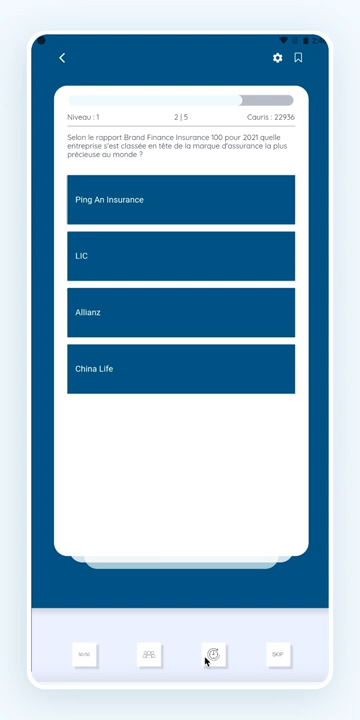 Niveau : 1
2 | 5
Cauris : 22936
Selon le rapport Brand Finance Insurance 100 pour 2021 quelle
entreprise s'est classée en tête de la marque d'assurance la plus
précieuse au monde ?
Ping An Insurance
LIC
Allianz
China Life
50/50
SKIP